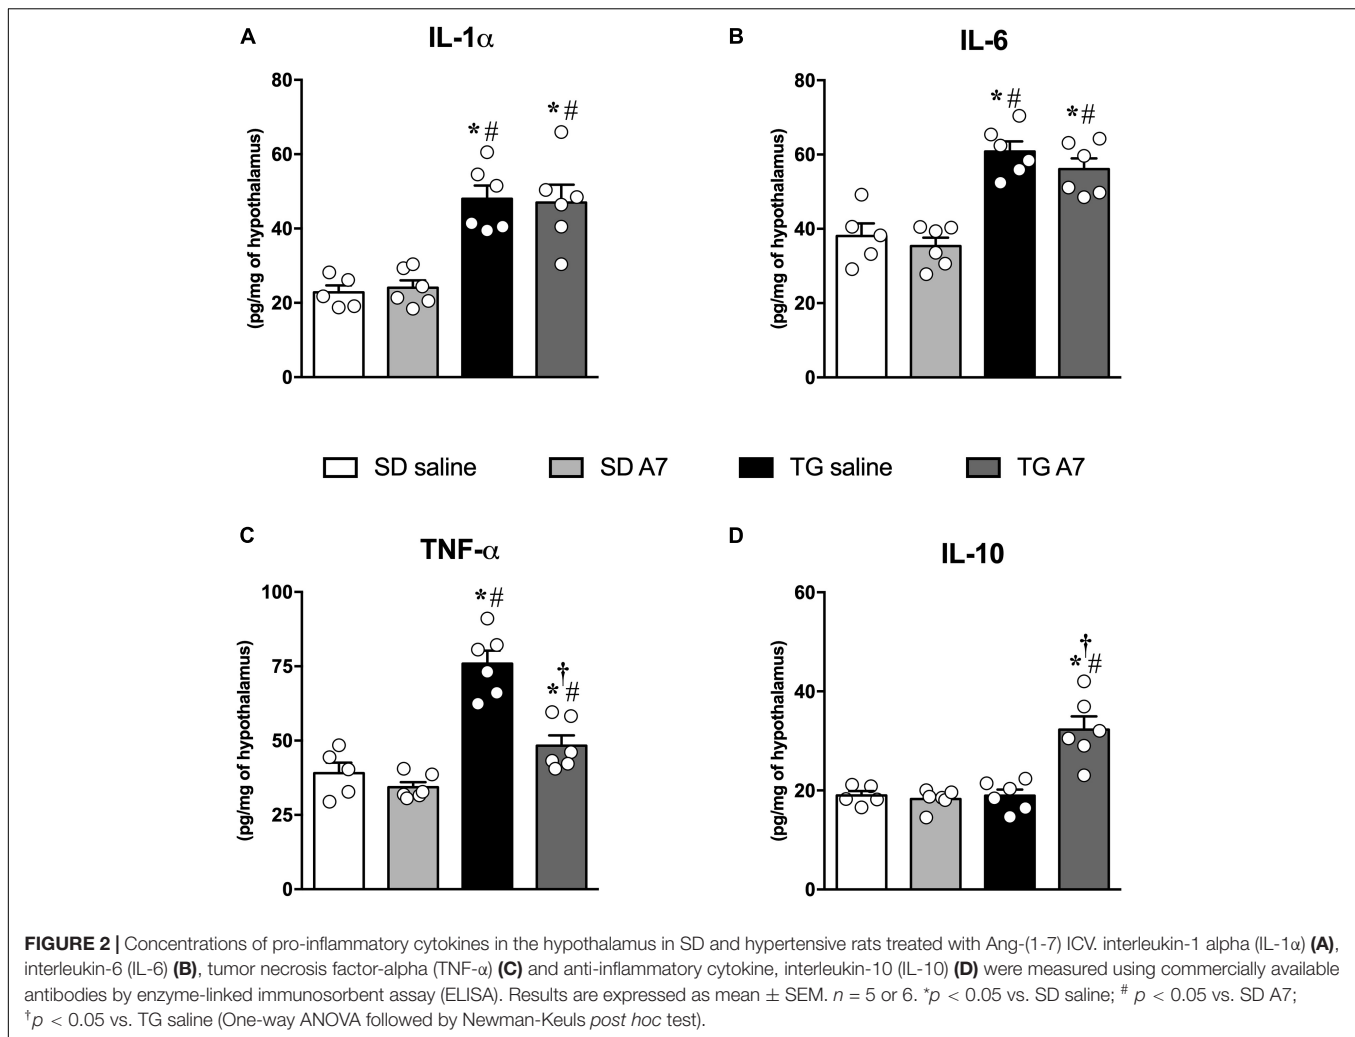 A
IL-1α
(pg/mg of hypothalamus)
80
60
40
20
0
*#
*#
B
IL-6
(pg/mg of hypothalamus)
80
60
40
20
0
*#
*#
SD saline
SD A7
TG saline
TG A7
C
TNF-α
(pg/mg of hypothalamus)
100
75
50
25
0
*#
†
*#
D
IL-10
(pg/mg of hypothalamus)
60
40
20
0
†
*#
FIGURE 2 | Concentrations of pro-inflammatory cytokines in the hypothalamus in SD and hypertensive rats treated with Ang-(1-7) ICV. interleukin-1 alpha (IL-1α) (A),
interleukin-6 (IL-6) (B), tumor necrosis factor-alpha (TNF-α) (C) and anti-inflammatory cytokine, interleukin-10 (IL-10) (D) were measured using commercially available
antibodies by enzyme-linked immunosorbent assay (ELISA). Results are expressed as mean ± SEM. n = 5 or 6. *p < 0.05 vs. SD saline; # p < 0.05 vs. SD A7;
†p < 0.05 vs. TG saline (One-way ANOVA followed by Newman-Keuls post hoc test).